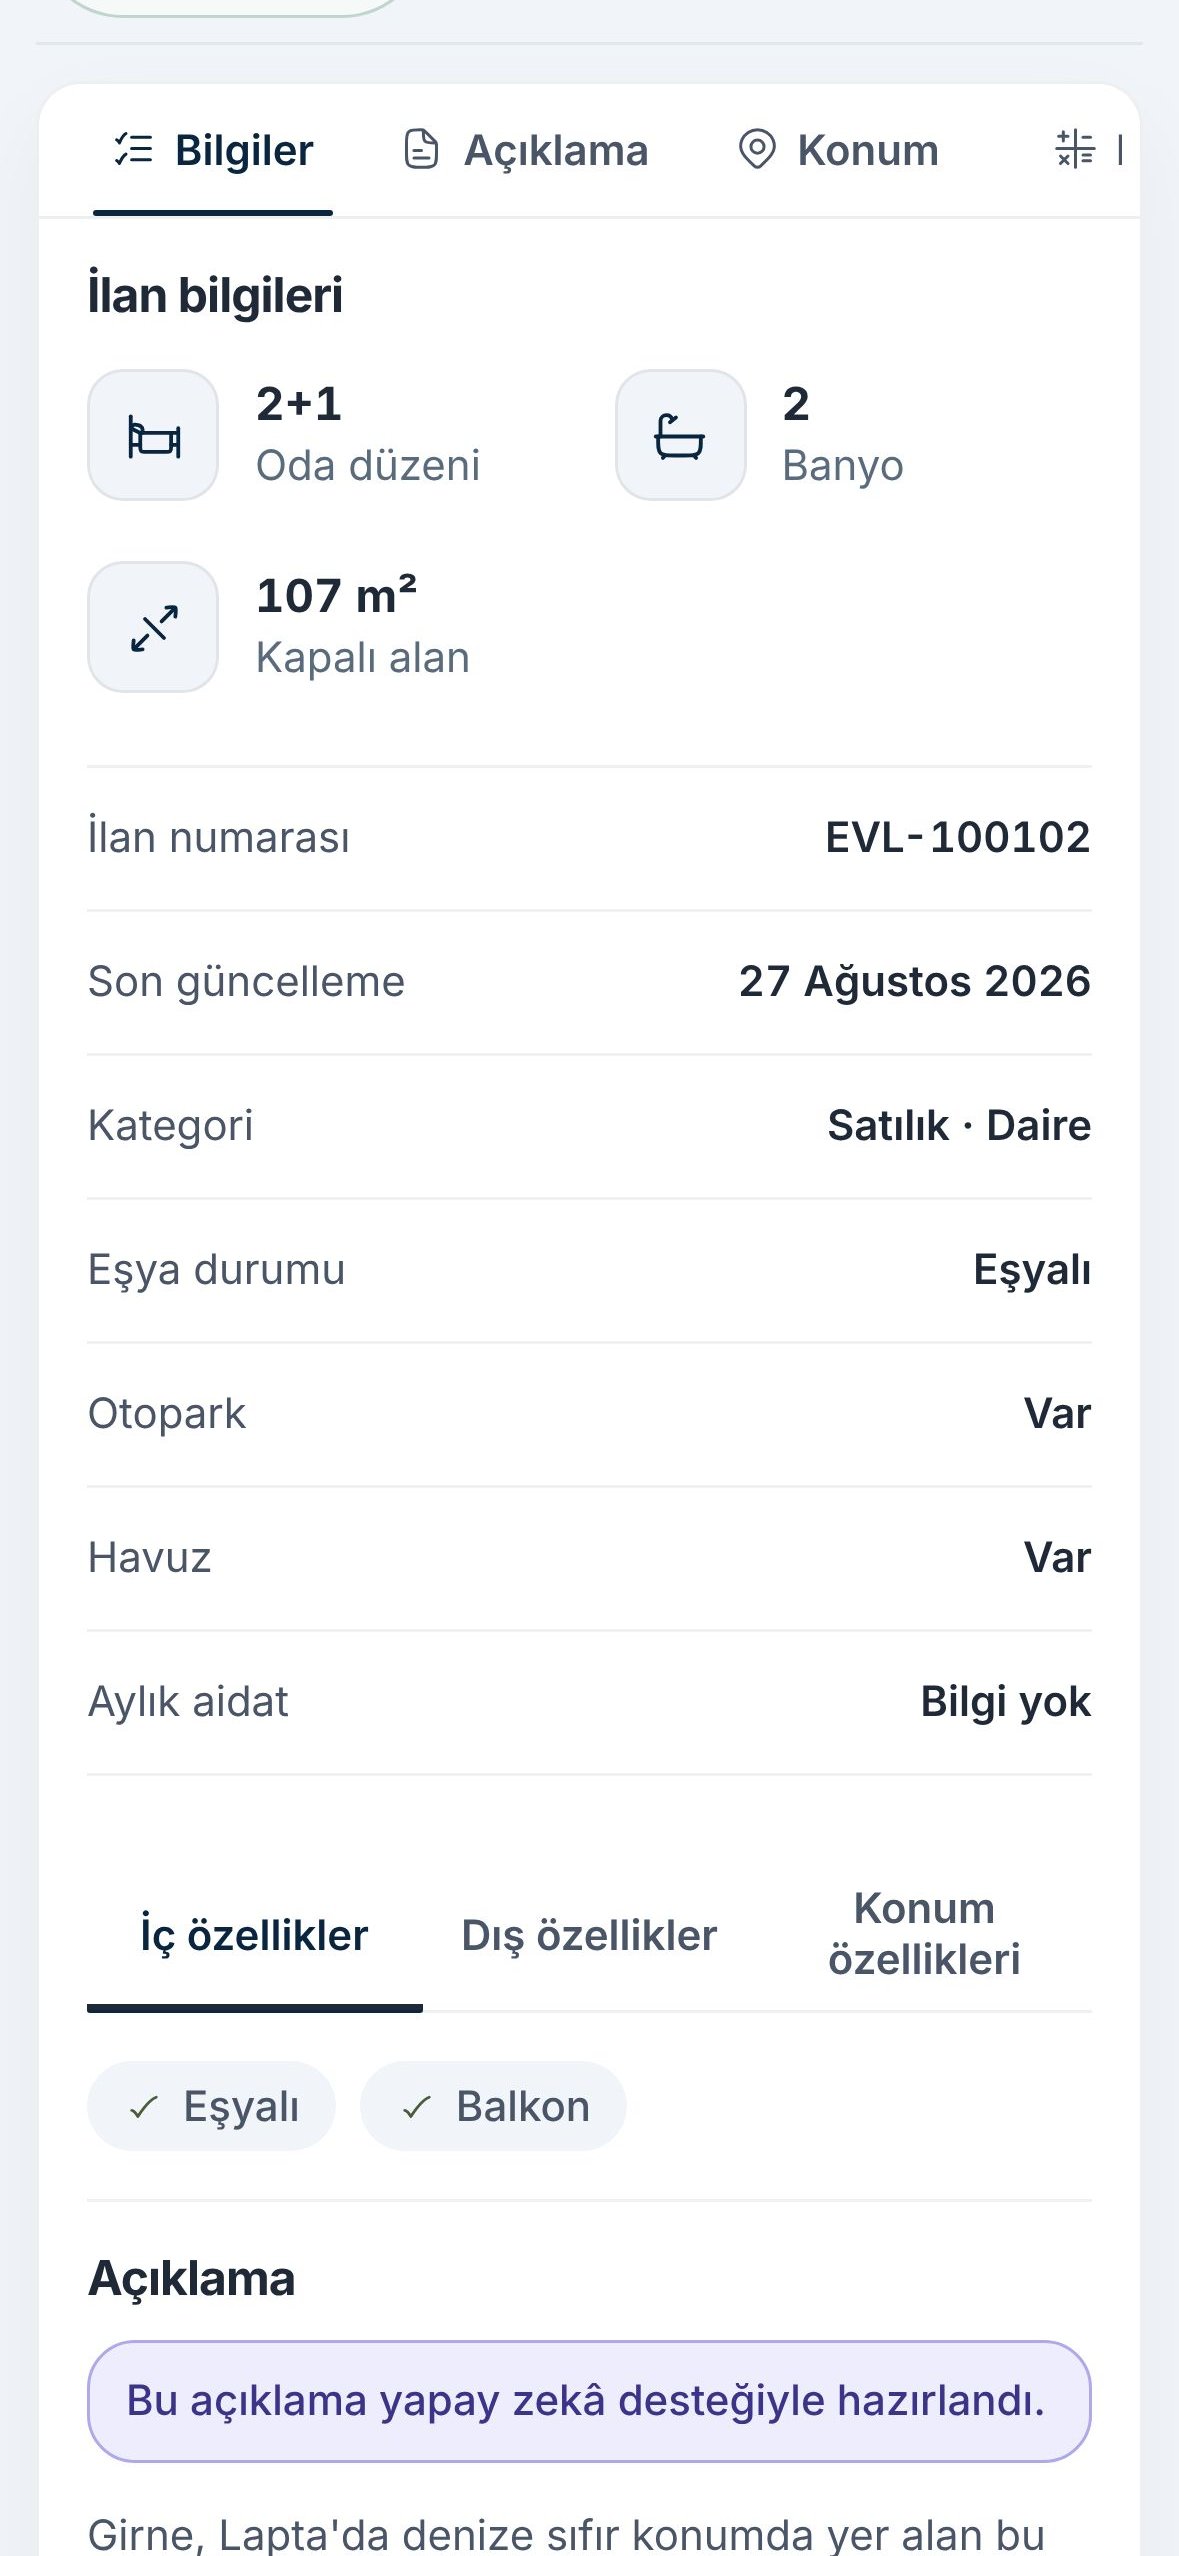 Bilgiler Açıklama Konum
İlan bilgileri
2+1
Oda düzeni
2
Banyo
107 m²
Kapalı alan
İlan numarası EVL-100102
Son güncelleme 27 Ağustos 2026
Kategori Satılık · Daire
Eşya durumu Eşyalı
Otopark Var
Havuz Var
Aylık aidat Bilgi yok
İç özellikler Dış özellikler Konum özellikleri
Eşyalı Balkon
Açıklama
Bu açıklama yapay zekâ desteğiyle hazırlandı.
Girne, Lapta'da denize sıfır konumda yer alan bu